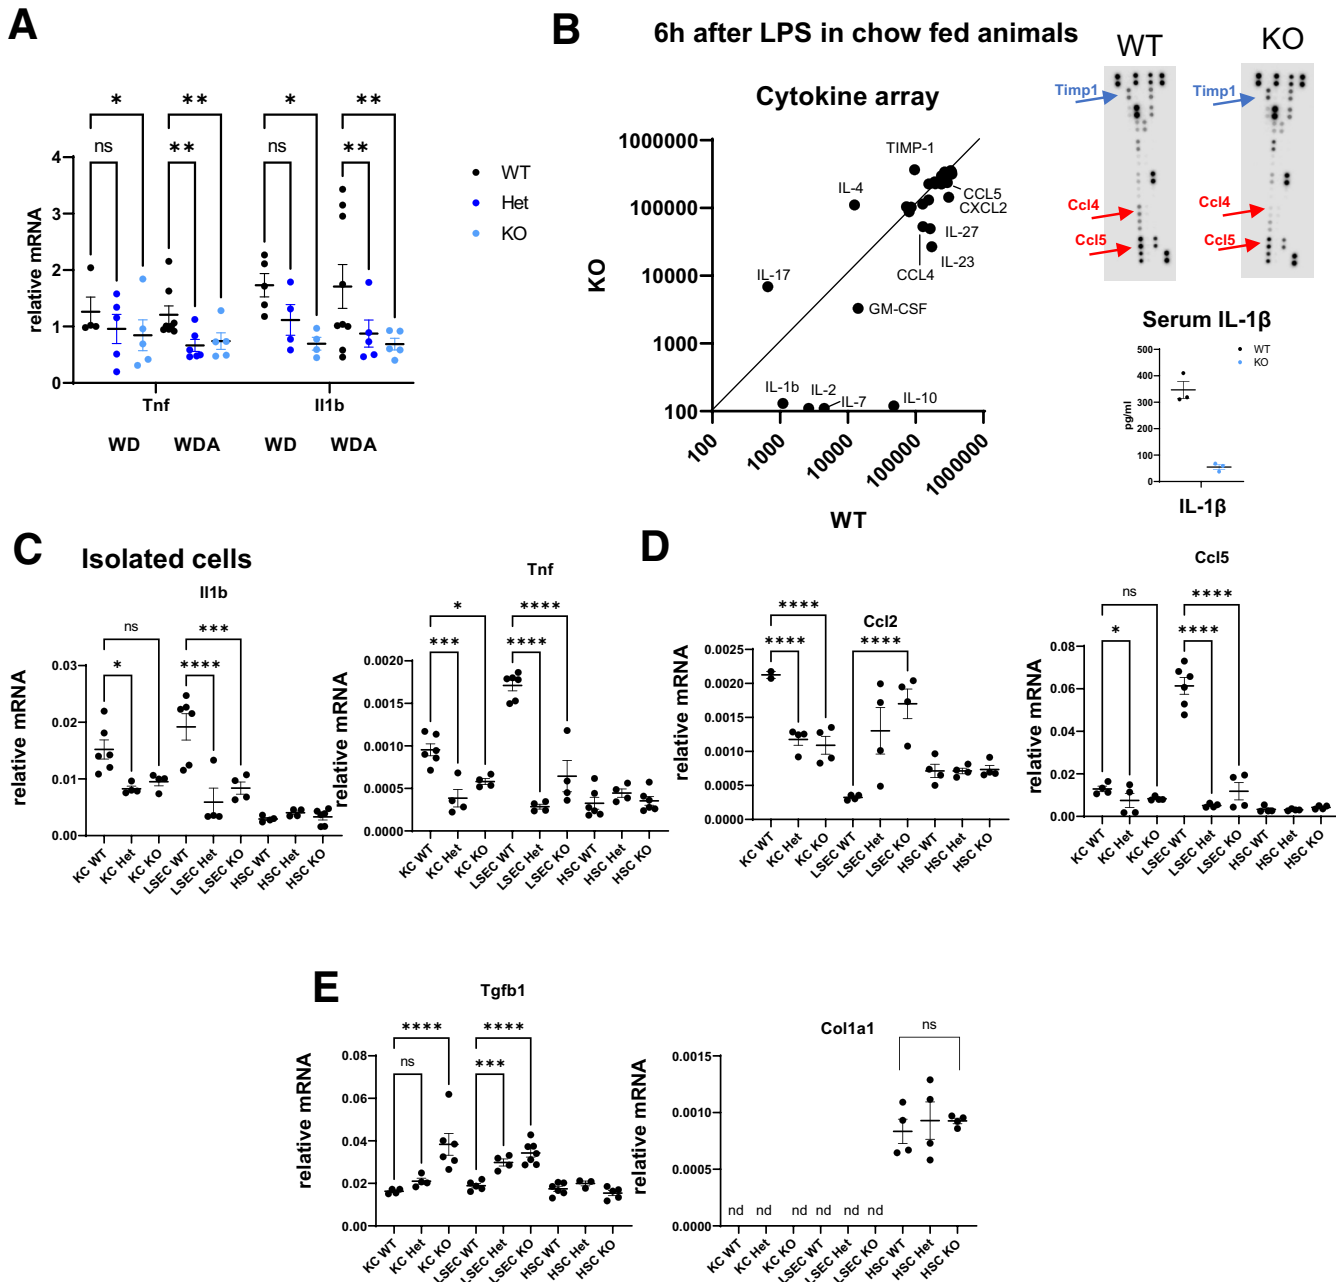 A
* ** * **
ns ** ns **
4
3
2
1
0
relative mRNA
WT
Het
KO
Tnf Il1b
WD WDA WD WDA
B
6h after LPS in chow fed animals
Cytokine array
1000000
100000
10000
1000
100
KO
TIMP-1
IL-4
CCL5
CXCL2
IL-27
IL-23
CCL4
IL-17
GM-CSF
IL-1b
IL-2
IL-7
IL-10
100 1000 10000 100000 1000000
WT
WT KO
Timp1 Timp1
Ccl4 Ccl4
Ccl5 Ccl5
Serum IL-1β
WT
KO
500
400
300
200
100
0
pg/ml
IL-1β
C
Isolated cells
Il1b
ns ***
* ****
0.03
0.02
0.01
0.00
relative mRNA
KC WT KC Het KC KO LSEC WT LSEC Het LSEC KO HSC WT HSC Het HSC KO
Tnf
* ****
*** ****
0.0020
0.0015
0.0010
0.0005
0.0000
relative mRNA
KC WT KC Het KC KO LSEC WT LSEC Het LSEC KO HSC WT HSC Het HSC KO
D
Ccl2
****
**** ****
0.0025
0.0020
0.0015
0.0010
0.0005
0.0000
relative mRNA
KC WT KC Het KC KO LSEC WT LSEC Het LSEC KO HSC WT HSC Het HSC KO
Ccl5
ns ****
* ****
0.08
0.06
0.04
0.02
0.00
relative mRNA
KC WT KC Het KC KO LSEC WT LSEC Het LSEC KO HSC WT HSC Het HSC KO
E
Tgfb1
**** ****
ns ***
0.08
0.06
0.04
0.02
0.00
relative mRNA
KC WT KC Het KC KO LSEC WT LSEC Het LSEC KO HSC WT HSC Het HSC KO
Col1a1
ns
0.0015
0.0010
0.0005
0.0000
relative mRNA
nd nd nd nd nd nd
KC WT KC Het KC KO LSEC WT LSEC Het LSEC KO HSC WT HSC Het HSC KO